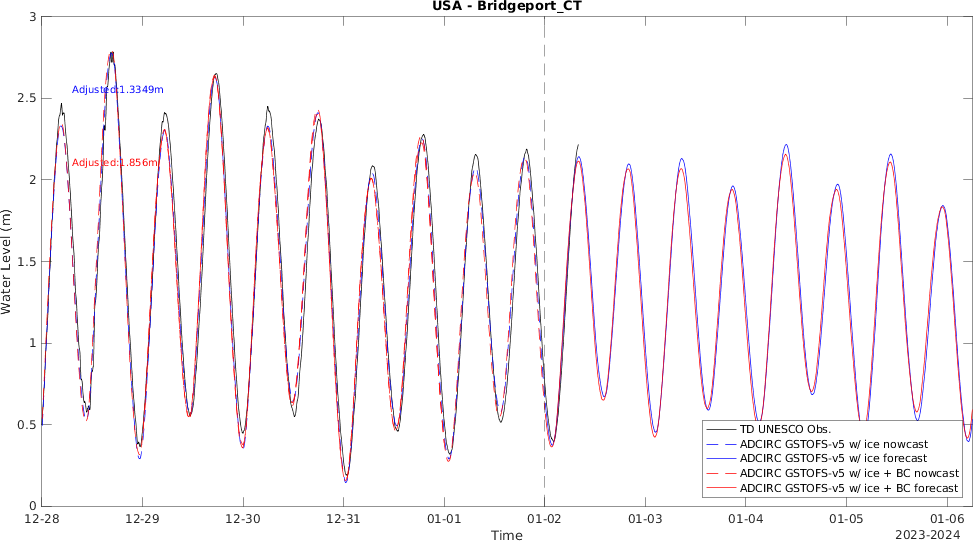 USA - Bridgeport_CT
Water Level (m)
3
2.5
2
1.5
1
0.5
0
Adjusted:1.3349m
Adjusted:1.856m
TD UNESCO Obs.
ADCIRC GSTOFS-v5 w/ ice nowcast
ADCIRC GSTOFS-v5 w/ ice forecast
ADCIRC GSTOFS-v5 w/ ice + BC nowcast
ADCIRC GSTOFS-v5 w/ ice + BC forecast
12-28 12-29 12-30 12-31 01-01 01-02 01-03 01-04 01-05 01-06
Time
2023-2024